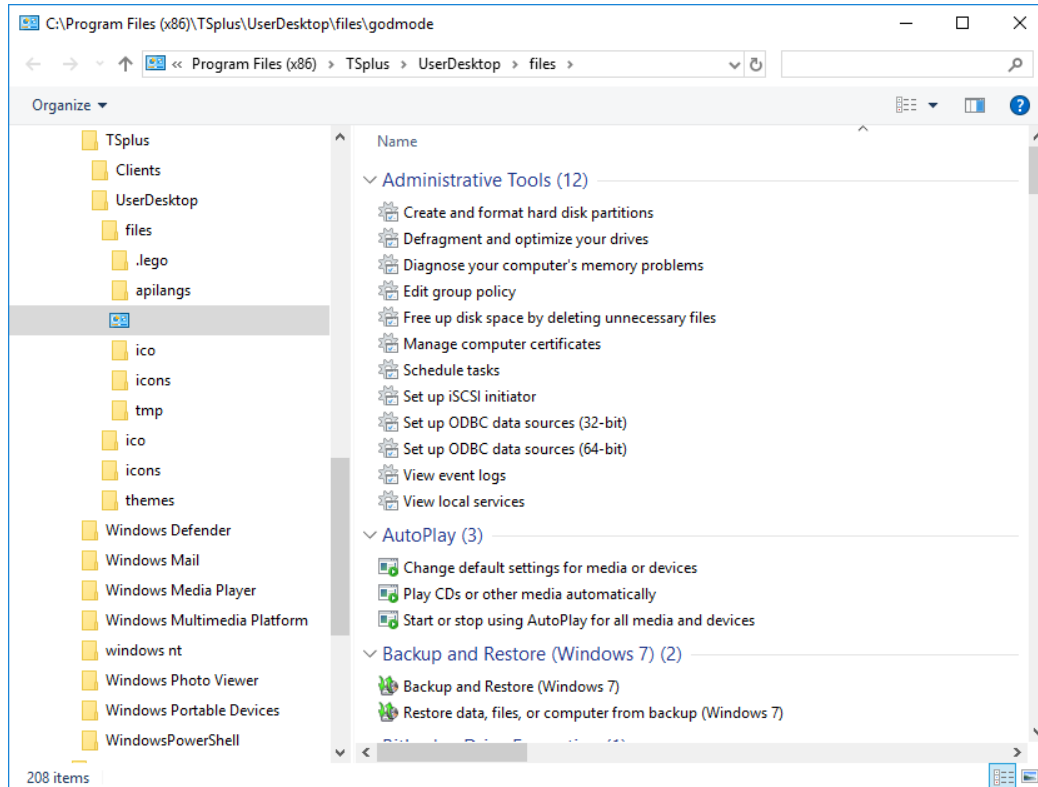 C:\Program Files (x86)\TSplus\UserDesktop\files\godmode
« Program Files (x86) > TSplus > UserDesktop > files >
Organize
TSplus
Clients
UserDesktop
files
.lego
apilangs
ico
icons
tmp
ico
icons
themes
Windows Defender
Windows Mail
Windows Media Player
Windows Multimedia Platform
windows nt
Windows Photo Viewer
Windows Portable Devices
WindowsPowerShell
Name
Administrative Tools (12)
Create and format hard disk partitions
Defragment and optimize your drives
Diagnose your computer's memory problems
Edit group policy
Free up disk space by deleting unnecessary files
Manage computer certificates
Schedule tasks
Set up iSCSI initiator
Set up ODBC data sources (32-bit)
Set up ODBC data sources (64-bit)
View event logs
View local services
AutoPlay (3)
Change default settings for media or devices
Play CDs or other media automatically
Start or stop using AutoPlay for all media and devices
Backup and Restore (Windows 7) (2)
Backup and Restore (Windows 7)
Restore data, files, or computer from backup (Windows 7)
208 items